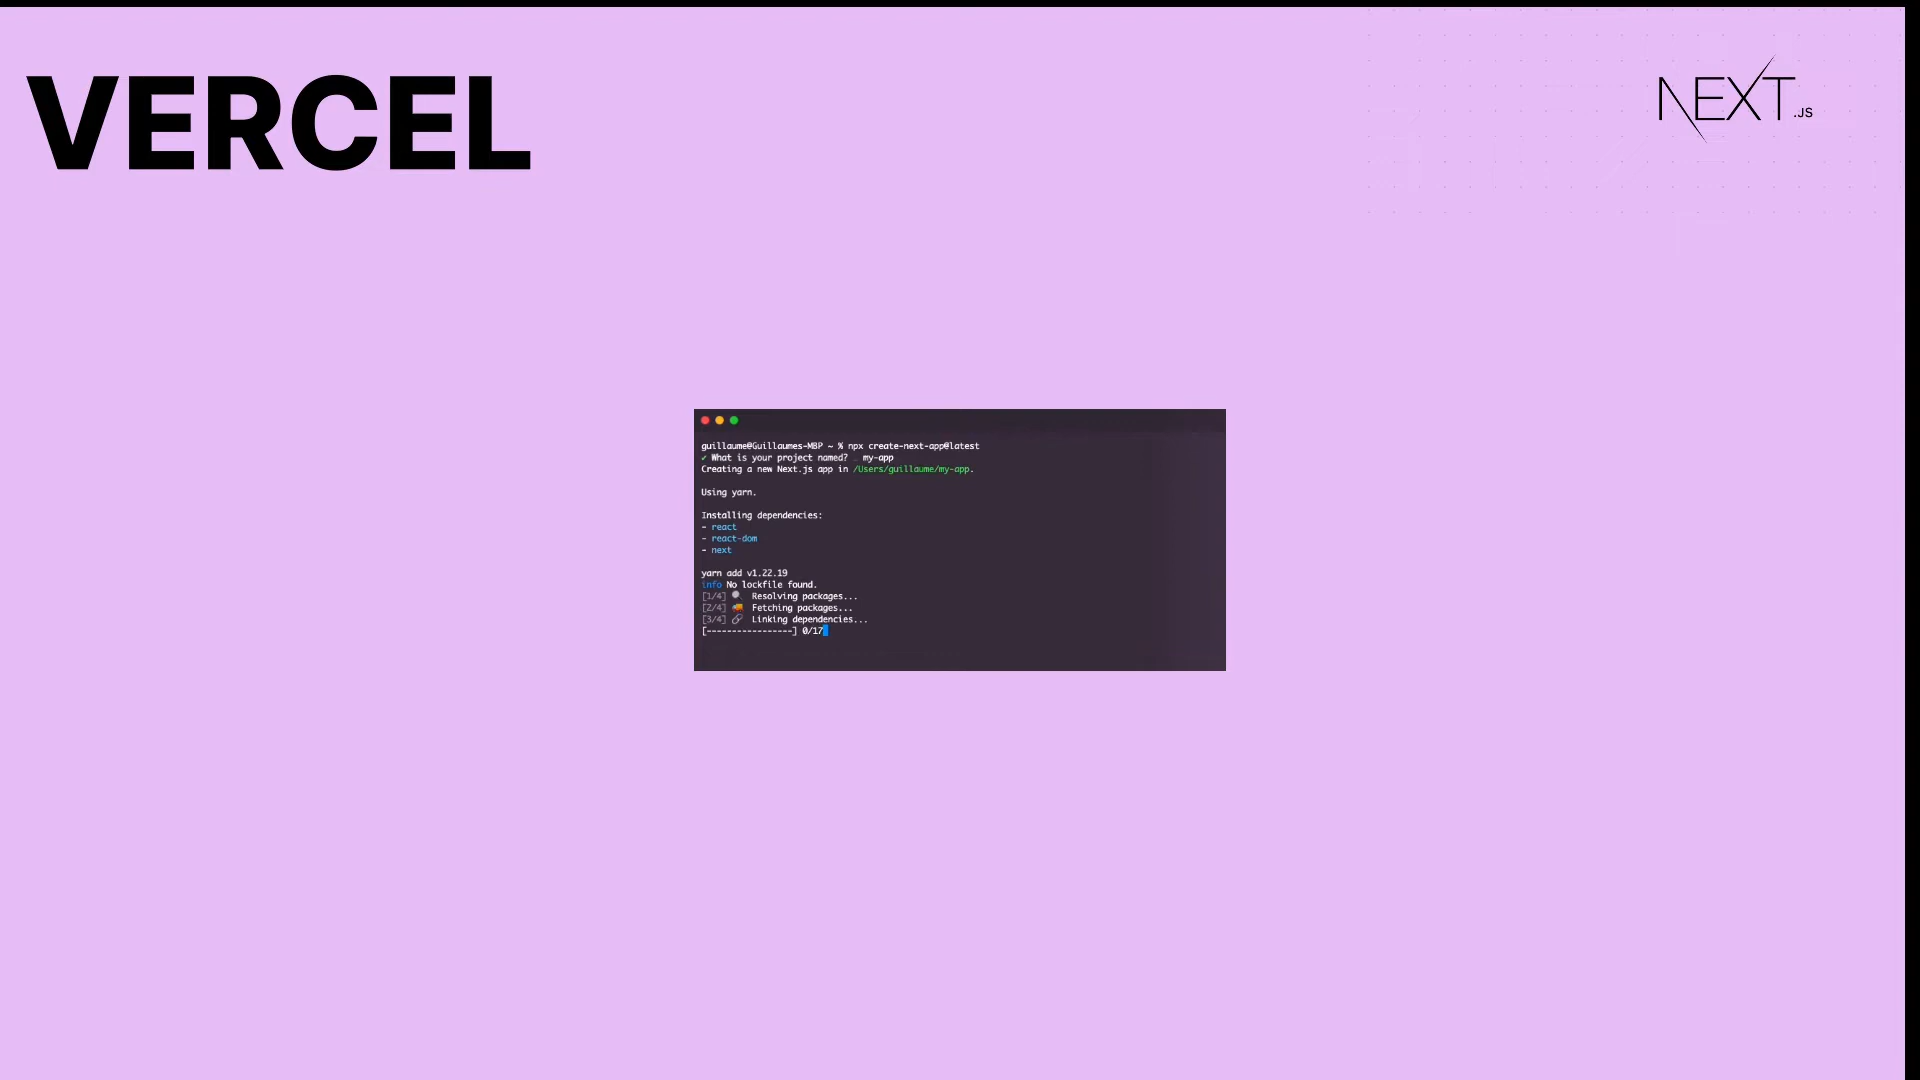 VERCEL
NEXT.JS
guillaume@Guillaumes-MBP ~ % npx create-next-app@latest
✔ What is your project named? … my-app
Creating a new Next.js app in /Users/guillaume/my-app.
Using yarn.
Installing dependencies:
- react
- react-dom
- next
yarn add v1.22.19
info No lockfile found.
[1/4] 🔍 Resolving packages...
[2/4] 🚚 Fetching packages...
[3/4] 🔗 Linking dependencies...
[-----------------] 0/17